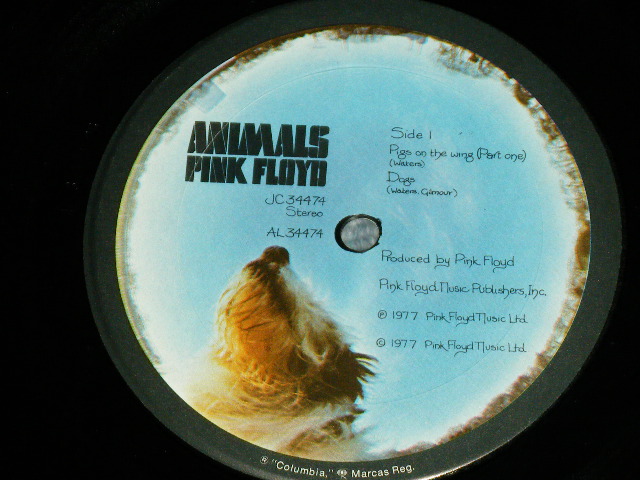 ANIMALS
PINK FLOYD
JC 34474
Stereo
AL 34474
Side 1
Pigs on the wing (Part one)
(Waters)
Dogs
(Waters, Gilmour)
Produced by Pink Floyd
Pink Floyd Music Publishers, Inc.
℗ 1977 Pink Floyd Music Ltd.
© 1977 Pink Floyd Music Ltd.
® "Columbia," Marcas Reg.